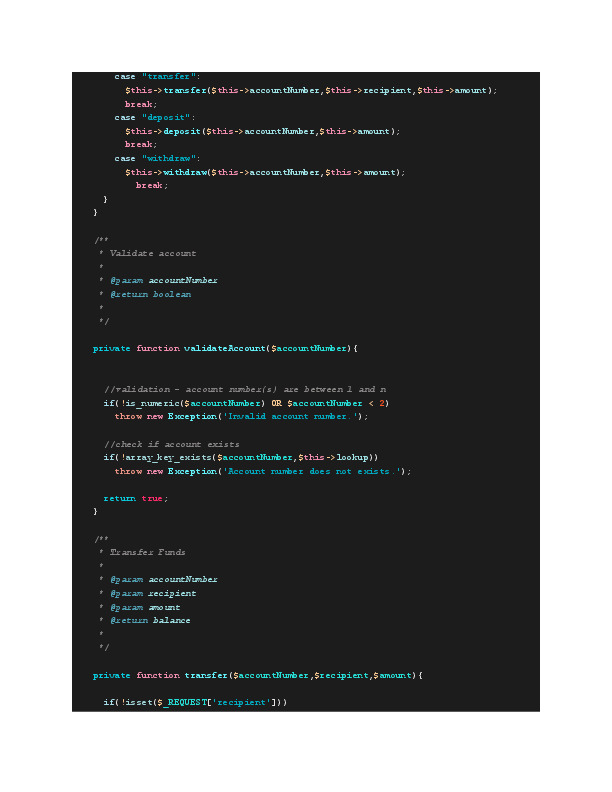 case "transfer":
$this->transfer($this->accountNumber,$this->recipient,$this->amount);
break;
case "deposit":
$this->deposit($this->accountNumber,$this->amount);
break;
case "withdraw":
$this->withdraw($this->accountNumber,$this->amount);
break;
}
}
/**
* Validate account
*
* @param accountNumber
* @return boolean
*
*/
private function validateAccount($accountNumber){
//validation - account number(s) are between 1 and n
if(!is_numeric($accountNumber) OR $accountNumber < 2)
throw new Exception('Invalid account number.');
//check if account exists
if(!array_key_exists($accountNumber,$this->lookup))
throw new Exception('Account number does not exists.');
return true;
}
/**
* Transfer Funds
*
* @param accountNumber
* @param recipient
* @param amount
* @return balance
*
*/
private function transfer($accountNumber,$recipient,$amount){
if(!isset($_REQUEST['recipient']))